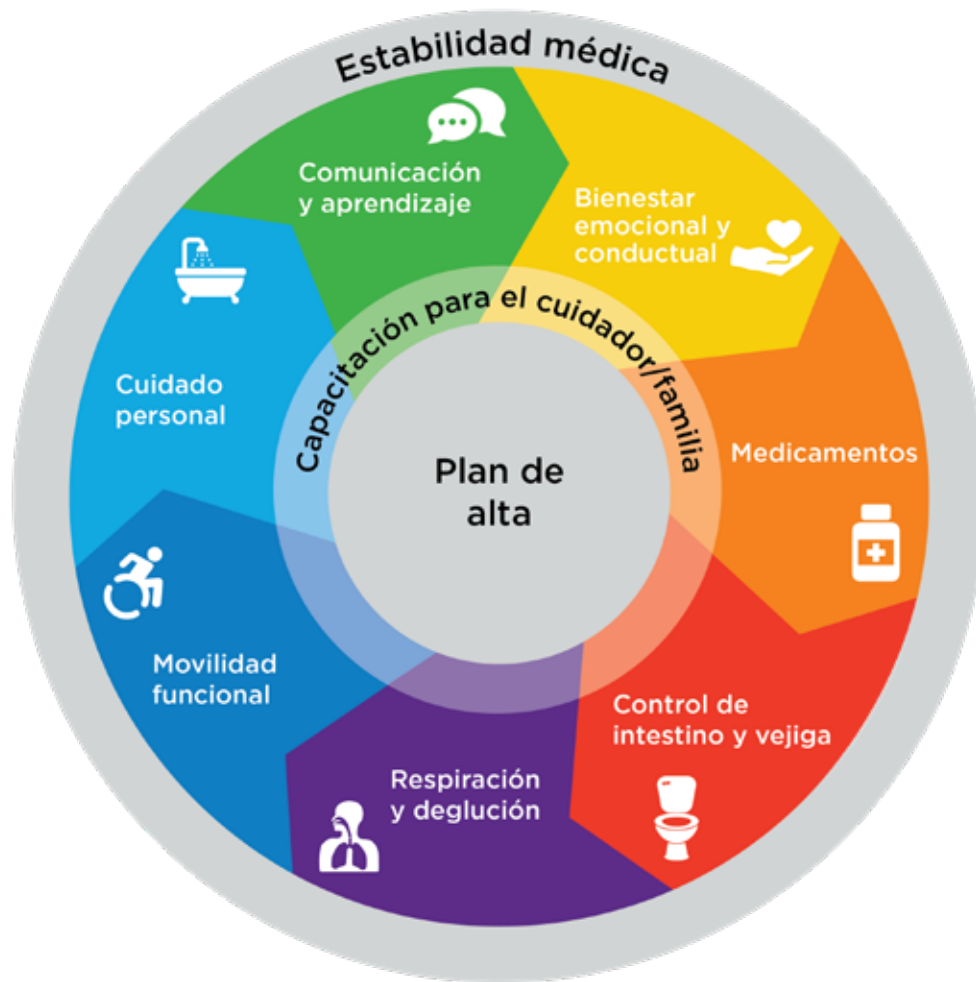 Estabilidad médica
Comunicación
y aprendizaje
Bienestar
emocional y
conductual
Cuidado
personal
Capacitación para el cuidador/familia
Medicamentos
Plan de
alta
Movilidad
funcional
Control de
intestino y vejiga
Respiración
y deglución